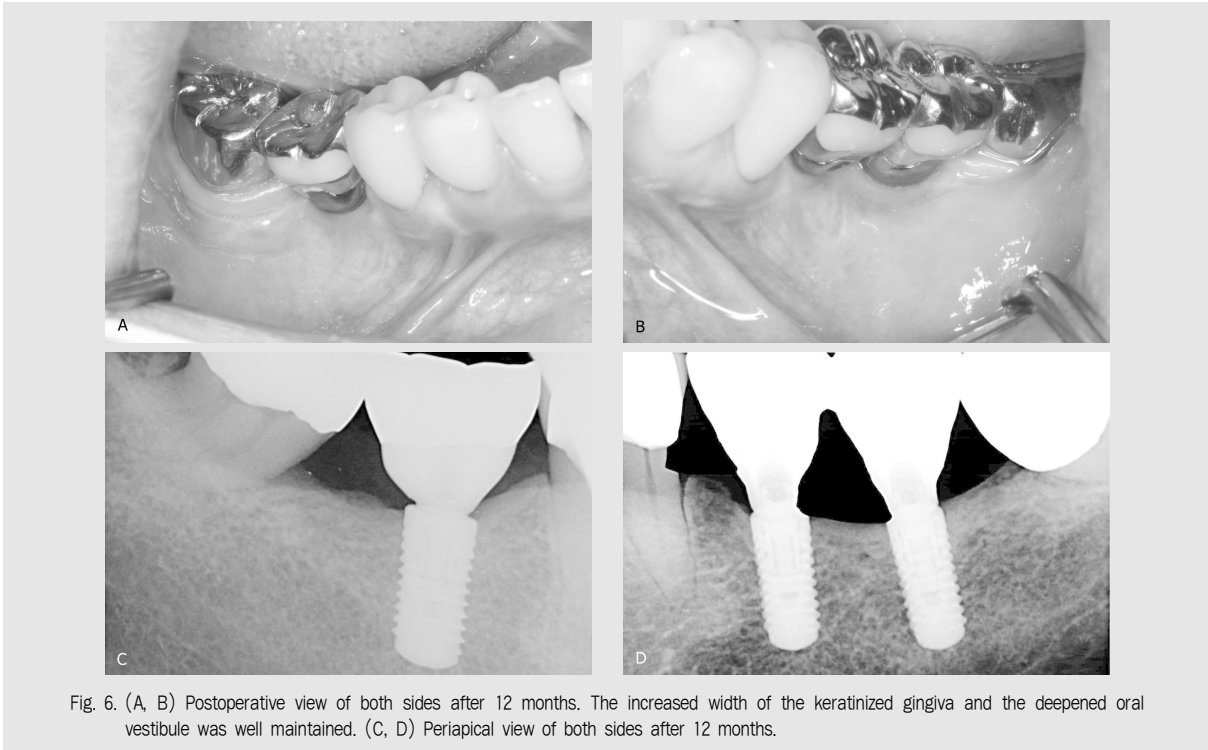 A
B
C
D
Fig. 6. (A, B) Postoperative view of both sides after 12 months. The increased width of the keratinized gingiva and the deepened oral
vestibule was well maintained. (C, D) Periapical view of both sides after 12 months.